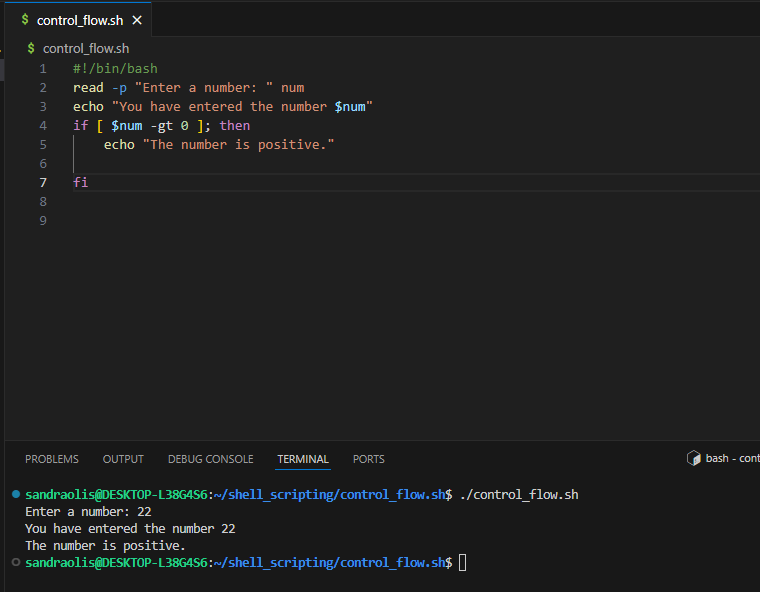 $ control_flow.sh ×
$ control_flow.sh
1 #!/bin/bash
2 read -p "Enter a number: " num
3 echo "You have entered the number $num"
4 if [ $num -gt 0 ]; then
5     echo "The number is positive."
6
7 fi
8
9
PROBLEMS OUTPUT DEBUG CONSOLE TERMINAL PORTS bash - cont
sandraolis@DESKTOP-L38G4S6:~/shell_scripting/control_flow.sh$ ./control_flow.sh
Enter a number: 22
You have entered the number 22
The number is positive.
sandraolis@DESKTOP-L38G4S6:~/shell_scripting/control_flow.sh$